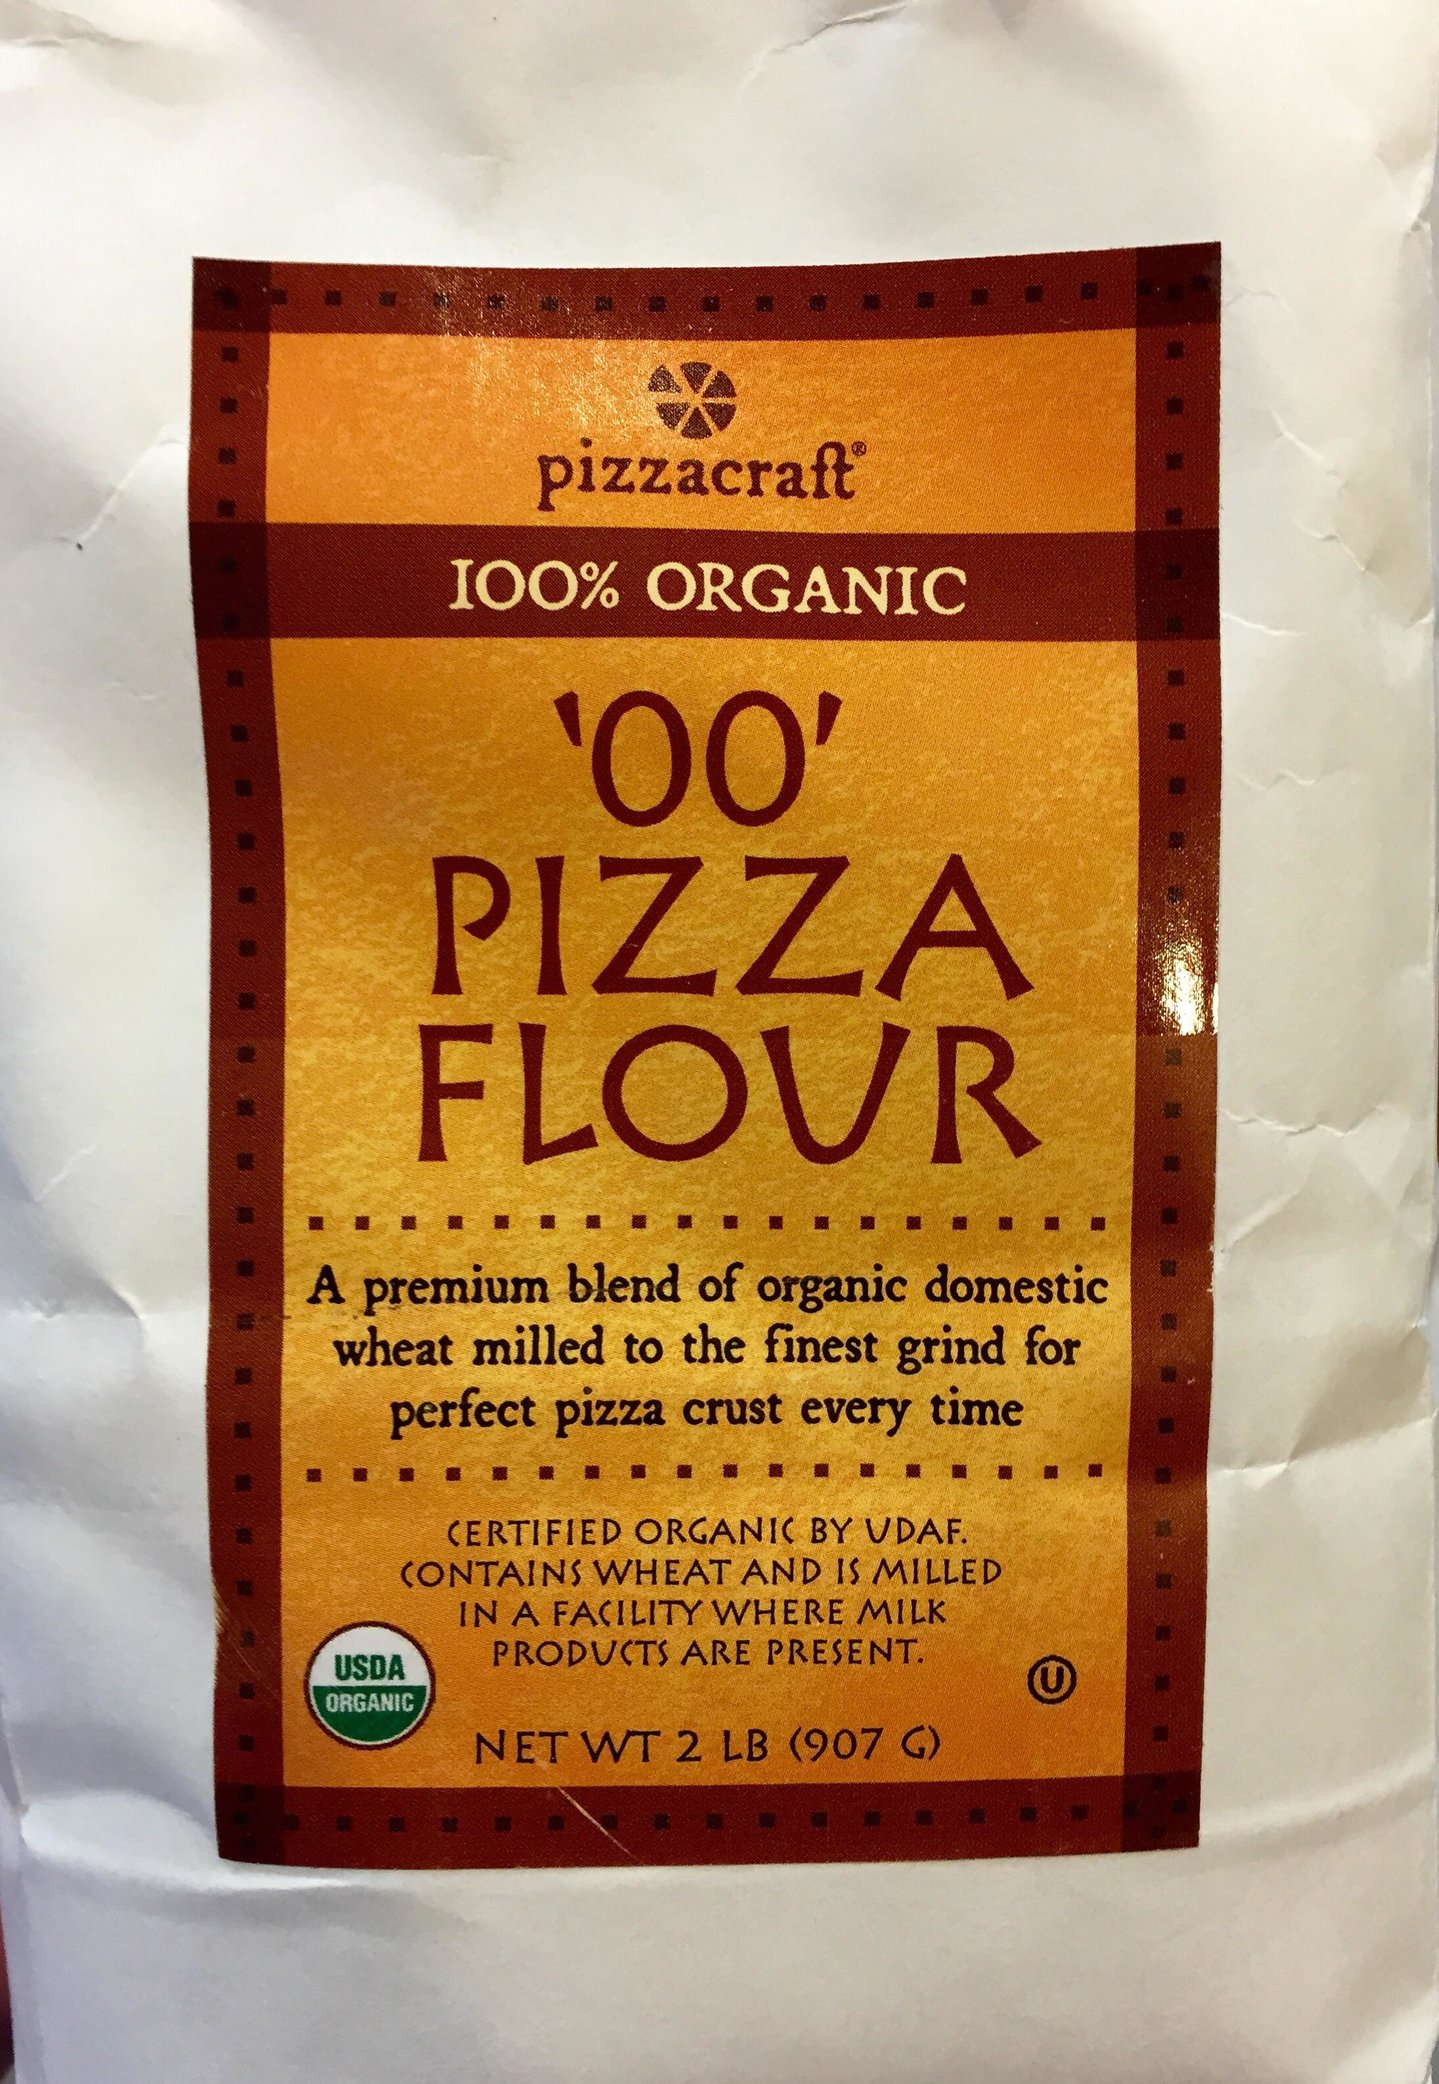 pizzacraft®
100% ORGANIC
'00'
PIZZA
FLOUR
A premium blend of organic domestic
wheat milled to the finest grind for
perfect pizza crust every time
CERTIFIED ORGANIC BY UDAF.
CONTAINS WHEAT AND IS MILLED
IN A FACILITY WHERE MILK
PRODUCTS ARE PRESENT.
USDA
ORGANIC
U
NET WT 2 LB (907 G)